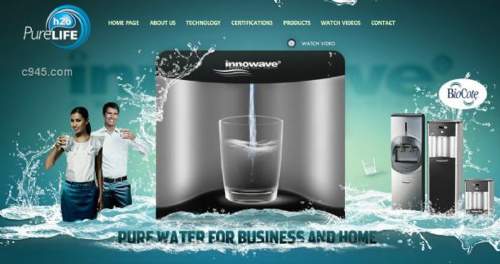 h2o
PureLIFE
HOME PAGE ABOUT US TECHNOLOGY CERTIFICATIONS PRODUCTS WATCH VIDEOS CONTACT
WATCH VIDEO
c945.com
innowave®
BioCote
PURE WATER FOR BUSINESS AND HOME